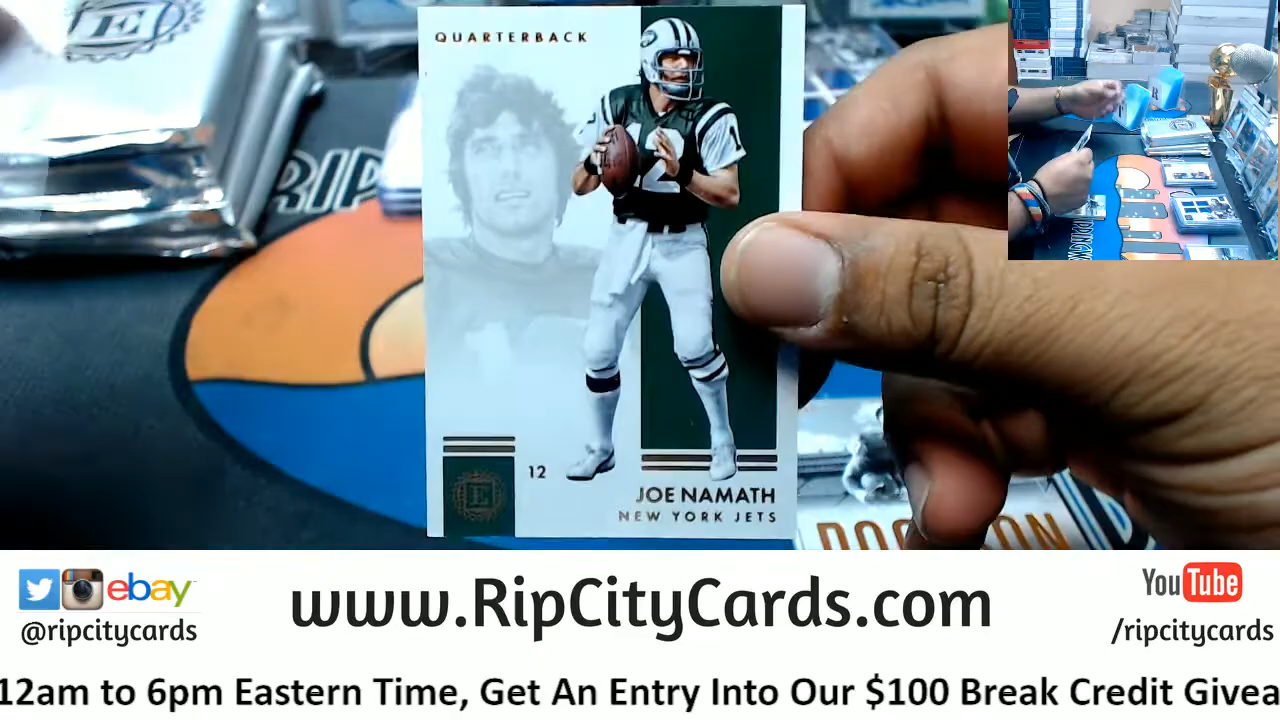 QUARTERBACK
RIP
12
12
JOE NAMATH
NEW YORK JETS
E
E
ebay
@ripcitycards
www.RipCityCards.com
YouTube
/ripcitycards
12am to 6pm Eastern Time, Get An Entry Into Our $100 Break Credit Givea